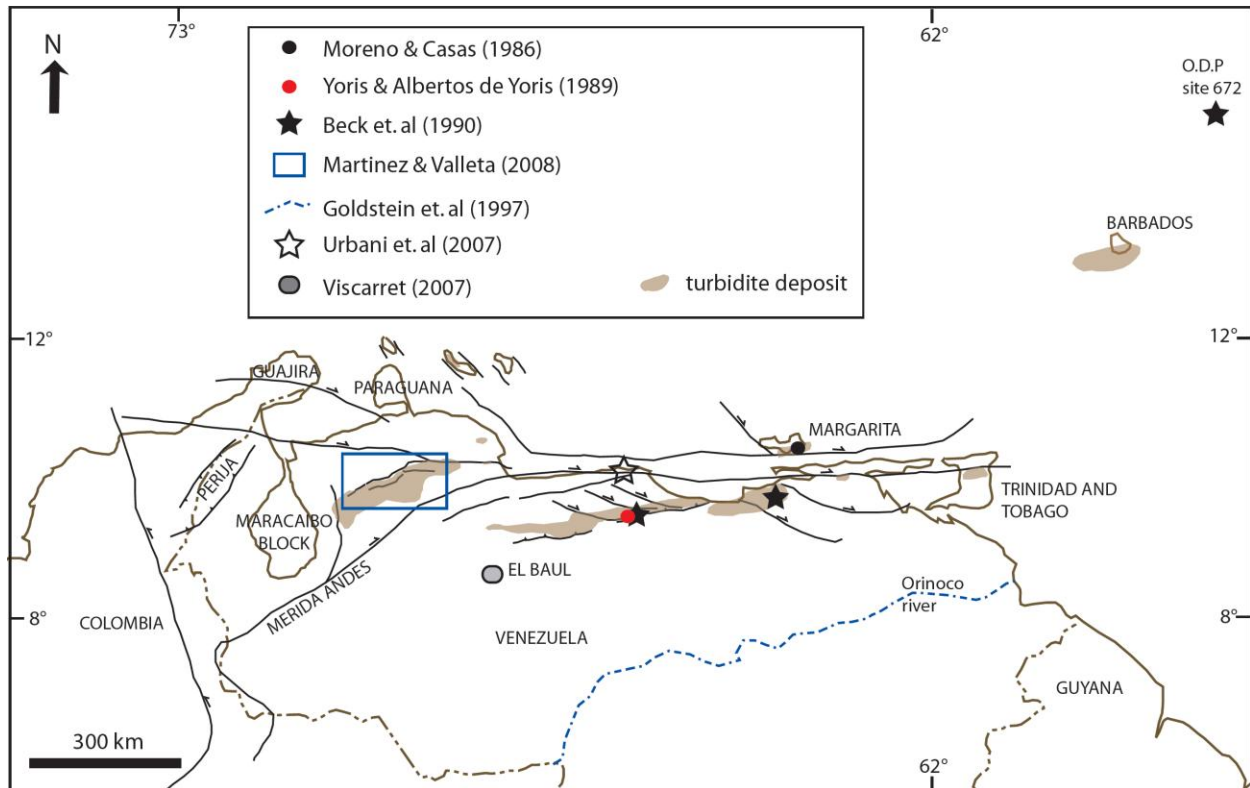 73°
62°
N
Moreno & Casas (1986)
Yoris & Albertos de Yoris (1989)
Beck et. al (1990)
Martinez & Valleta (2008)
Goldstein et. al (1997)
Urbani et. al (2007)
Viscarret (2007)
turbidite deposit
O.D.P
site 672
BARBADOS
12°
12°
GUAJIRA
PARAGUANA
MARGARITA
PERIJA
MARACAIBO
BLOCK
TRINIDAD AND
TOBAGO
MERIDA ANDES
EL BAUL
Orinoco
river
8°
8°
COLOMBIA
VENEZUELA
GUYANA
300 km
62°